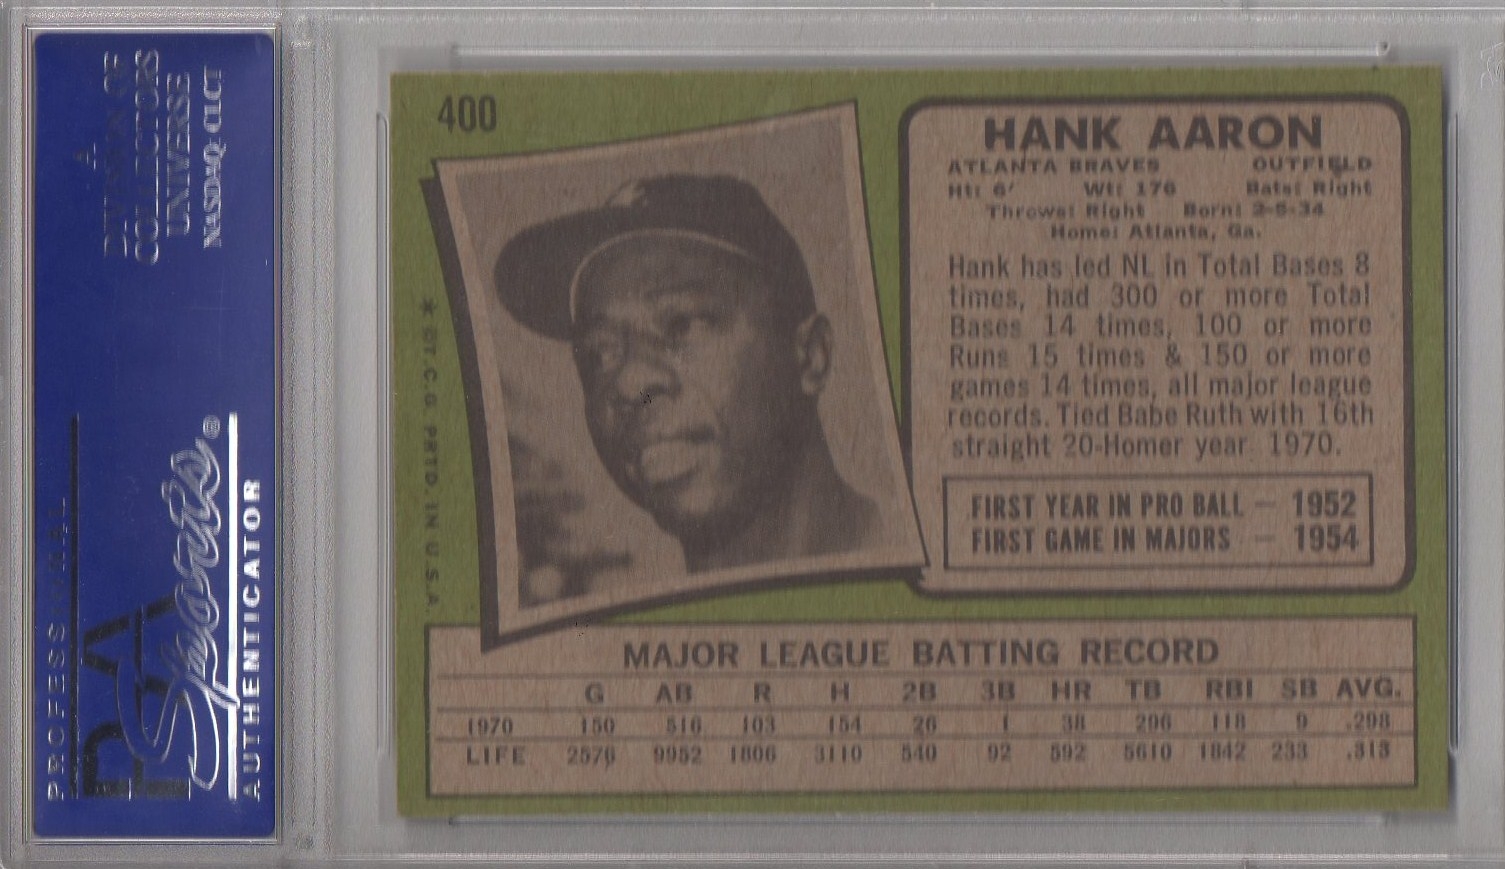 A
DIVISION OF
COLLECTORS
UNIVERSE
NASDAQ CLCT
PROFESSIONAL
PSA
Sports®
AUTHENTICATOR
400
* ©T.C.G. PRTD. IN U.S.A.
HANK AARON
ATLANTA BRAVES OUTFIELD
Ht: 6' Wt: 176 Bats: Right
Throws: Right Born: 2-5-34
Home: Atlanta, Ga.
Hank has led NL in Total Bases 8
times, had 300 or more Total
Bases 14 times, 100 or more
Runs 15 times & 150 or more
games 14 times, all major league
records. Tied Babe Ruth with 16th
straight 20-Homer year 1970.
FIRST YEAR IN PRO BALL — 1952
FIRST GAME IN MAJORS — 1954
MAJOR LEAGUE BATTING RECORD
G AB R H 2B 3B HR TB RBI SB AVG.
1970 150 516 103 154 26 1 38 296 118 9 .298
LIFE 2576 9952 1806 3110 540 92 592 5610 1842 233 .313